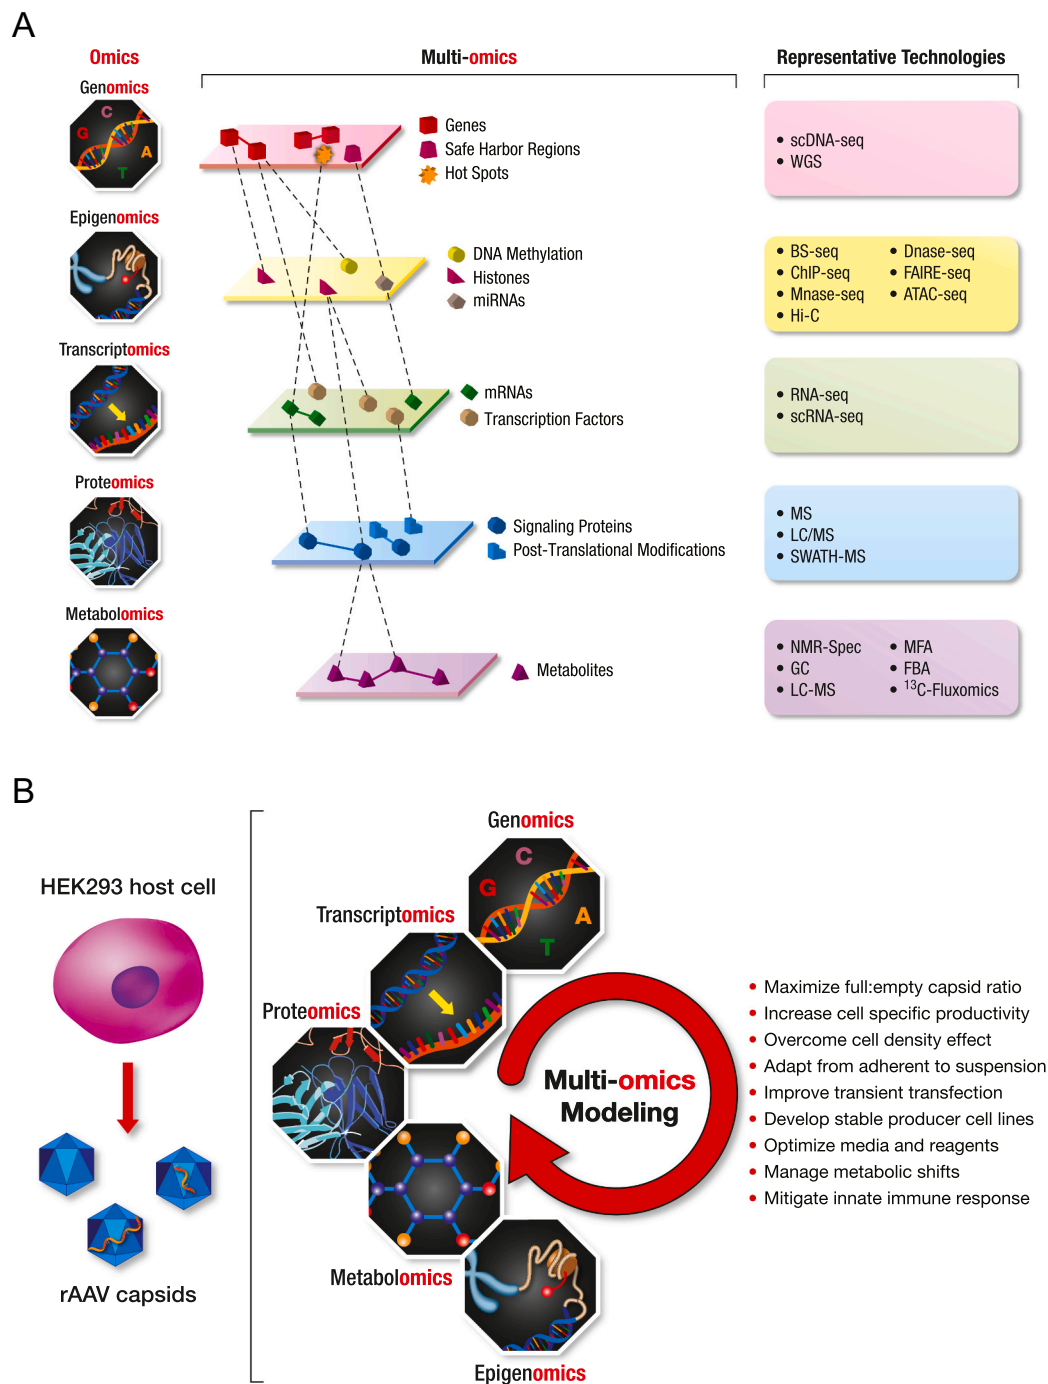 A
Omics
Multi-omics
Representative Technologies
Genomics
C
G
A
T
Genes
Safe Harbor Regions
Hot Spots
• scDNA-seq
• WGS
Epigenomics
DNA Methylation
Histones
miRNAs
• BS-seq
• ChIP-seq
• Mnase-seq
• Hi-C
• Dnase-seq
• FAIRE-seq
• ATAC-seq
Transcriptomics
mRNAs
Transcription Factors
• RNA-seq
• scRNA-seq
Proteomics
Signaling Proteins
Post-Translational Modifications
• MS
• LC/MS
• SWATH-MS
Metabolomics
Metabolites
• NMR-Spec
• GC
• LC-MS
• MFA
• FBA
• ¹³C-Fluxomics
B
HEK293 host cell
rAAV capsids
Genomics
C
G
A
T
Transcriptomics
Proteomics
Metabolomics
Epigenomics
Multi-omics
Modeling
• Maximize full:empty capsid ratio
• Increase cell specific productivity
• Overcome cell density effect
• Adapt from adherent to suspension
• Improve transient transfection
• Develop stable producer cell lines
• Optimize media and reagents
• Manage metabolic shifts
• Mitigate innate immune response